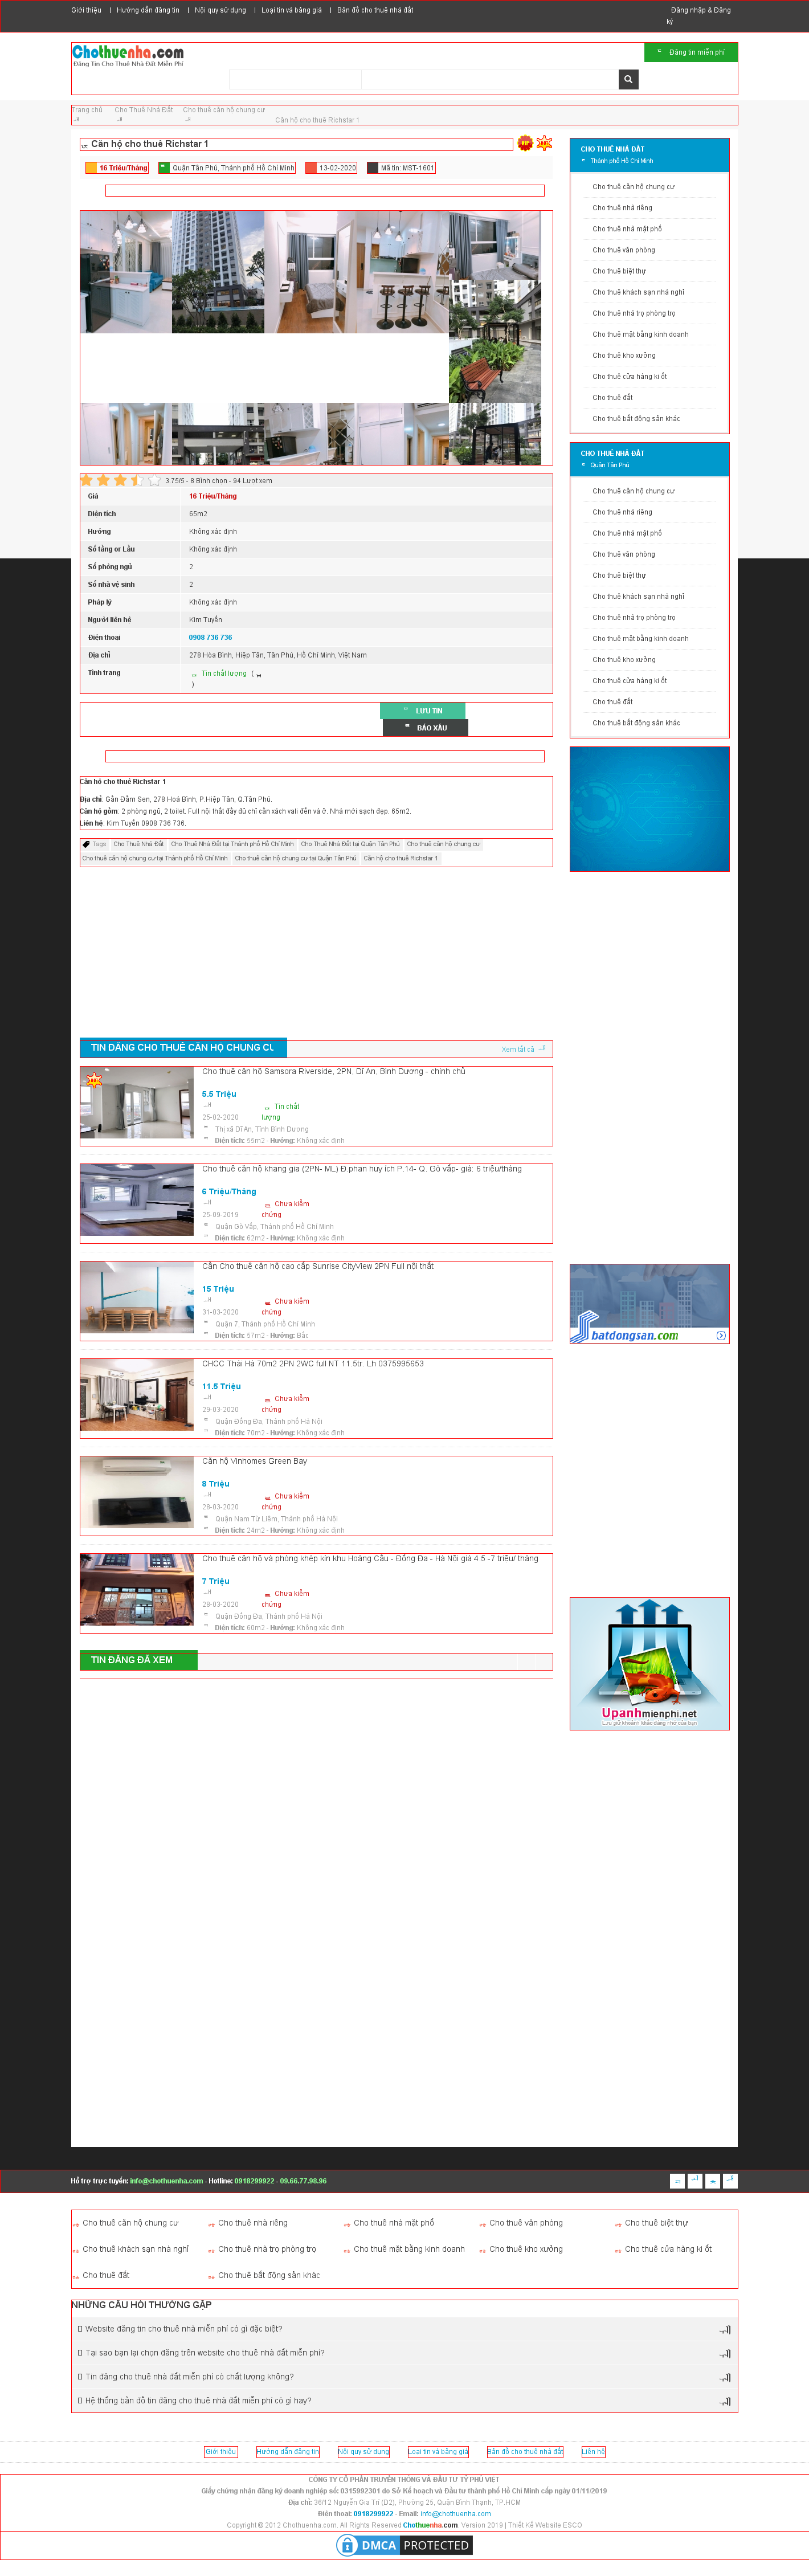 Giới thiệu | Hướng dẫn đăng tin | Nội quy sử dụng | Loại tin và bảng giá | Bản đồ cho thuê nhà đất
Đăng nhập & Đăng ký
Chothuenha.com
Đăng Tin Cho Thuê Nhà Đất Miễn Phí
Đăng tin miễn phí
Trang chủ
Cho Thuê Nhà Đất
Cho thuê căn hộ chung cư
Căn hộ cho thuê Richstar 1
Căn hộ cho thuê Richstar 1
16 Triệu/Tháng
Quận Tân Phú, Thành phố Hồ Chí Minh
13-02-2020
Mã tin: MST-1601
3.75/5 - 8 Bình chọn - 94 Lượt xem
Giá 16 Triệu/Tháng
Diện tích 65m2
Hướng Không xác định
Số tầng or Lầu Không xác định
Số phòng ngủ 2
Số nhà vệ sinh 2
Pháp lý Không xác định
Người liên hệ Kim Tuyến
Điện thoại 0908 736 736
Địa chỉ 278 Hòa Bình, Hiệp Tân, Tân Phú, Hồ Chí Minh, Việt Nam
Tình trạng Tin chất lượng ( )
LƯU TIN
BÁO XẤU
Căn hộ cho thuê Richstar 1
Địa chỉ: Gần Đầm Sen, 278 Hoà Bình, P.Hiệp Tân, Q.Tân Phú.
Căn hộ gồm: 2 phòng ngủ, 2 toilet. Full nội thất đầy đủ chỉ cần xách vali đến và ở. Nhà mới sạch đẹp, 65m2.
Liên hệ: Kim Tuyến 0908 736 736.
Tags Cho Thuê Nhà Đất Cho Thuê Nhà Đất tại Thành phố Hồ Chí Minh Cho Thuê Nhà Đất tại Quận Tân Phú Cho thuê căn hộ chung cư
Cho thuê căn hộ chung cư tại Thành phố Hồ Chí Minh Cho thuê căn hộ chung cư tại Quận Tân Phú Căn hộ cho thuê Richstar 1
TIN ĐĂNG CHO THUÊ CĂN HỘ CHUNG CƯ
Xem tất cả
Cho thuê căn hộ Samsora Riverside, 2PN, Dĩ An, Bình Dương - chính chủ
5.5 Triệu
25-02-2020
Tin chất lượng
Thị xã Dĩ An, Tỉnh Bình Dương
Diện tích: 55m2 - Hướng: Không xác định
Cho thuê căn hộ khang gia (2PN- ML) Đ.phan huy ích P.14- Q. Gò vấp- giá: 6 triệu/tháng
6 Triệu/Tháng
25-09-2019
Chưa kiểm chứng
Quận Gò Vấp, Thành phố Hồ Chí Minh
Diện tích: 62m2 - Hướng: Không xác định
Cần Cho thuê căn hộ cao cấp Sunrise CityView 2PN Full nội thất
15 Triệu
31-03-2020
Chưa kiểm chứng
Quận 7, Thành phố Hồ Chí Minh
Diện tích: 57m2 - Hướng: Bắc
CHCC Thái Hà 70m2 2PN 2WC full NT 11.5tr. Lh 0375995653
11.5 Triệu
29-03-2020
Chưa kiểm chứng
Quận Đống Đa, Thành phố Hà Nội
Diện tích: 70m2 - Hướng: Không xác định
Căn hộ Vinhomes Green Bay
8 Triệu
28-03-2020
Chưa kiểm chứng
Quận Nam Từ Liêm, Thành phố Hà Nội
Diện tích: 24m2 - Hướng: Không xác định
Cho thuê căn hộ và phòng khép kín khu Hoàng Cầu - Đống Đa - Hà Nội giá 4.5 -7 triệu/ tháng
7 Triệu
28-03-2020
Chưa kiểm chứng
Quận Đống Đa, Thành phố Hà Nội
Diện tích: 60m2 - Hướng: Không xác định
TIN ĐĂNG ĐÃ XEM
CHO THUÊ NHÀ ĐẤT
Thành phố Hồ Chí Minh
Cho thuê căn hộ chung cư
Cho thuê nhà riêng
Cho thuê nhà mặt phố
Cho thuê văn phòng
Cho thuê biệt thự
Cho thuê khách sạn nhà nghỉ
Cho thuê nhà trọ phòng trọ
Cho thuê mặt bằng kinh doanh
Cho thuê kho xưởng
Cho thuê cửa hàng ki ốt
Cho thuê đất
Cho thuê bất động sản khác
CHO THUÊ NHÀ ĐẤT
Quận Tân Phú
Cho thuê căn hộ chung cư
Cho thuê nhà riêng
Cho thuê nhà mặt phố
Cho thuê văn phòng
Cho thuê biệt thự
Cho thuê khách sạn nhà nghỉ
Cho thuê nhà trọ phòng trọ
Cho thuê mặt bằng kinh doanh
Cho thuê kho xưởng
Cho thuê cửa hàng ki ốt
Cho thuê đất
Cho thuê bất động sản khác
batdongsan.com
Upanhmienphi.net
Lưu giữ khoảnh khắc đáng nhớ của bạn
Hổ trợ trực tuyến: info@chothuenha.com - Hotline: 0918299922 - 09.66.77.98.96
Cho thuê căn hộ chung cư Cho thuê nhà riêng Cho thuê nhà mặt phố Cho thuê văn phòng Cho thuê biệt thự
Cho thuê khách sạn nhà nghỉ Cho thuê nhà trọ phòng trọ Cho thuê mặt bằng kinh doanh Cho thuê kho xưởng Cho thuê cửa hàng ki ốt
Cho thuê đất Cho thuê bất động sản khác
NHỮNG CÂU HỎI THƯỜNG GẶP
Website đăng tin cho thuê nhà miễn phí có gì đặc biệt?
Tại sao bạn lại chọn đăng trên website cho thuê nhà đất miễn phí?
Tin đăng cho thuê nhà đất miễn phí có chất lượng không?
Hệ thống bản đồ tin đăng cho thuê nhà đất miễn phí có gì hay?
Giới thiệu Hướng dẫn đăng tin Nội quy sử dụng Loại tin và bảng giá Bản đồ cho thuê nhà đất Liên hệ
CÔNG TY CỔ PHẦN TRUYỀN THÔNG VÀ ĐẦU TƯ TÝ PHÚ VIỆT
Giấy chứng nhận đăng ký doanh nghiệp số: 0315992301 do Sở Kế hoạch và Đầu tư thành phố Hồ Chí Minh cấp ngày 01/11/2019
Địa chỉ: 36/12 Nguyễn Gia Trí (D2), Phường 25, Quận Bình Thạnh, TP.HCM
Điện thoại: 0918299922 - Email: info@chothuenha.com
Copyright © 2012 Chothuenha.com. All Rights Reserved Chothuenha.com. Version 2019 | Thiết Kế Website ESCO
DMCA PROTECTED